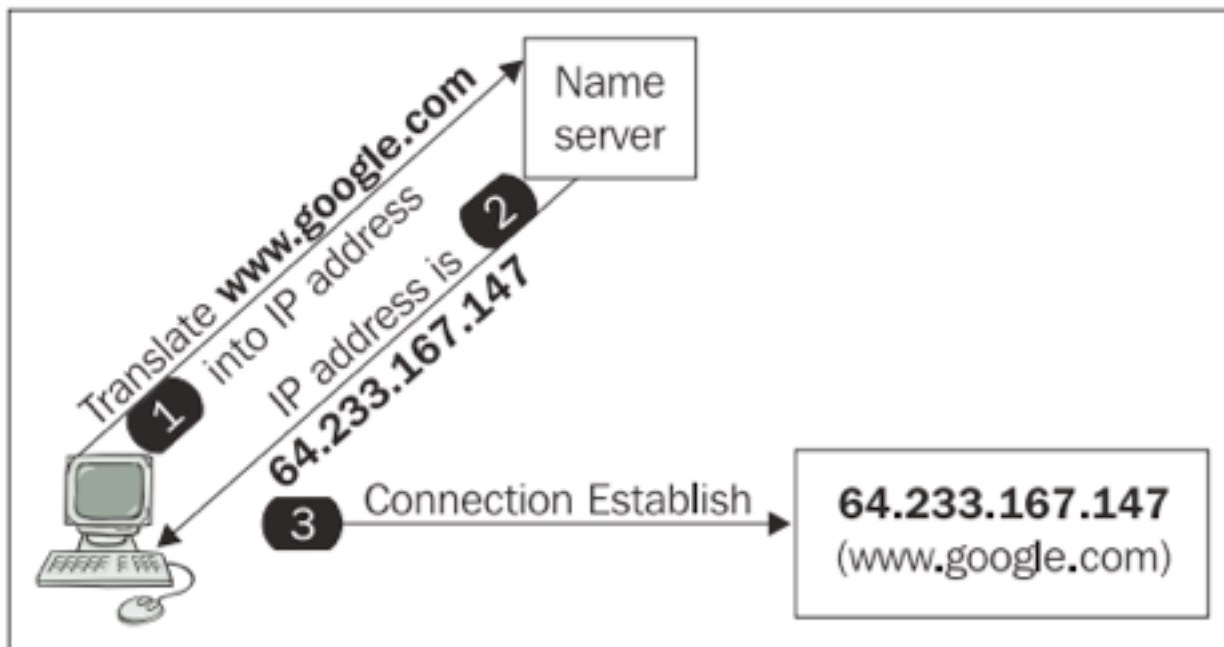 Name
server
Translate www.google.com
1 into IP address
2
IP address is
64.233.167.147
3 Connection Establish
64.233.167.147
(www.google.com)